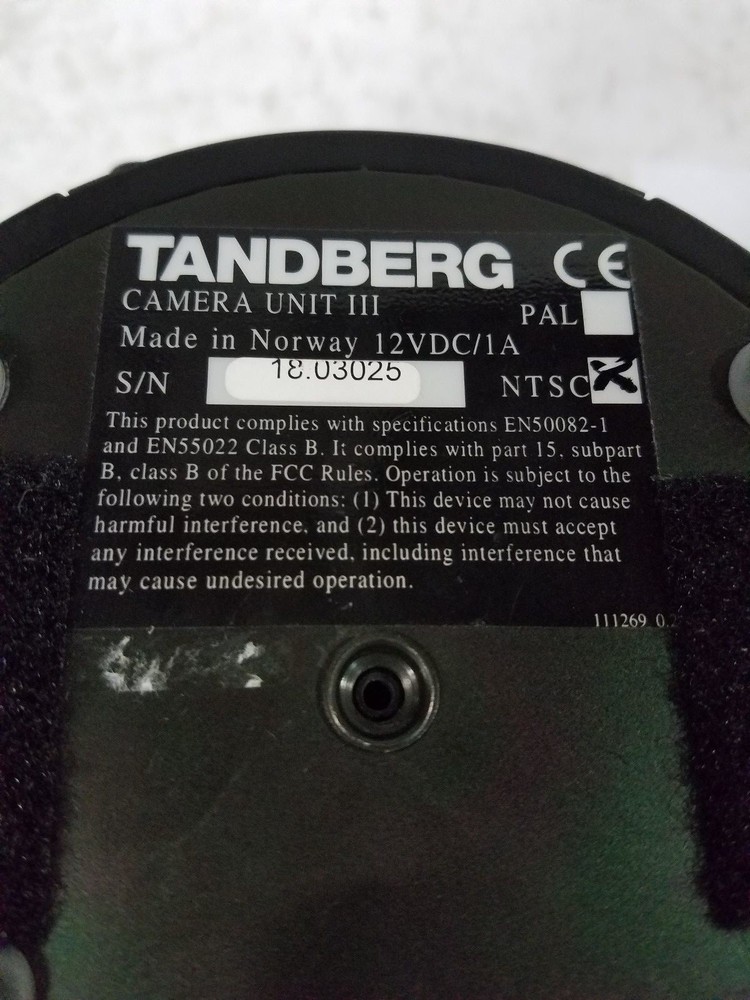 TANDBERG CE
CAMERA UNIT III
PAL
Made in Norway 12VDC/1A
S/N 18.03025 NTSC
This product complies with specifications EN50082-1
and EN55022 Class B. It complies with part 15, subpart
B, class B of the FCC Rules. Operation is subject to the
following two conditions: (1) This device may not cause
harmful interference, and (2) this device must accept
any interference received, including interference that
may cause undesired operation.
111269 0.2